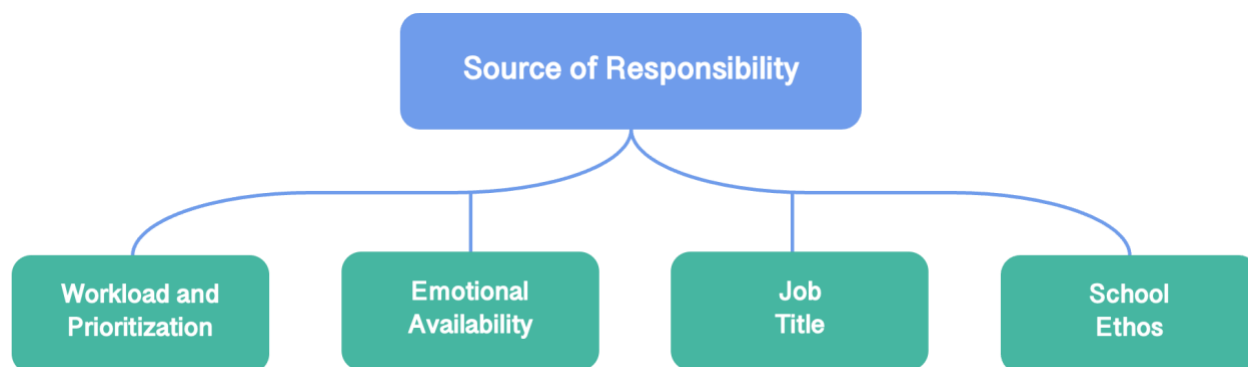 Source of Responsibility
Workload and
Prioritization
Emotional
Availability
Job
Title
School
Ethos